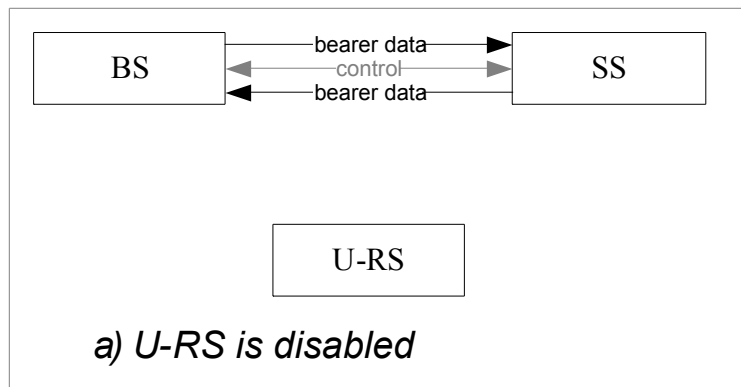 bearer data
BS
control
SS
bearer data
U-RS
a) U-RS is disabled